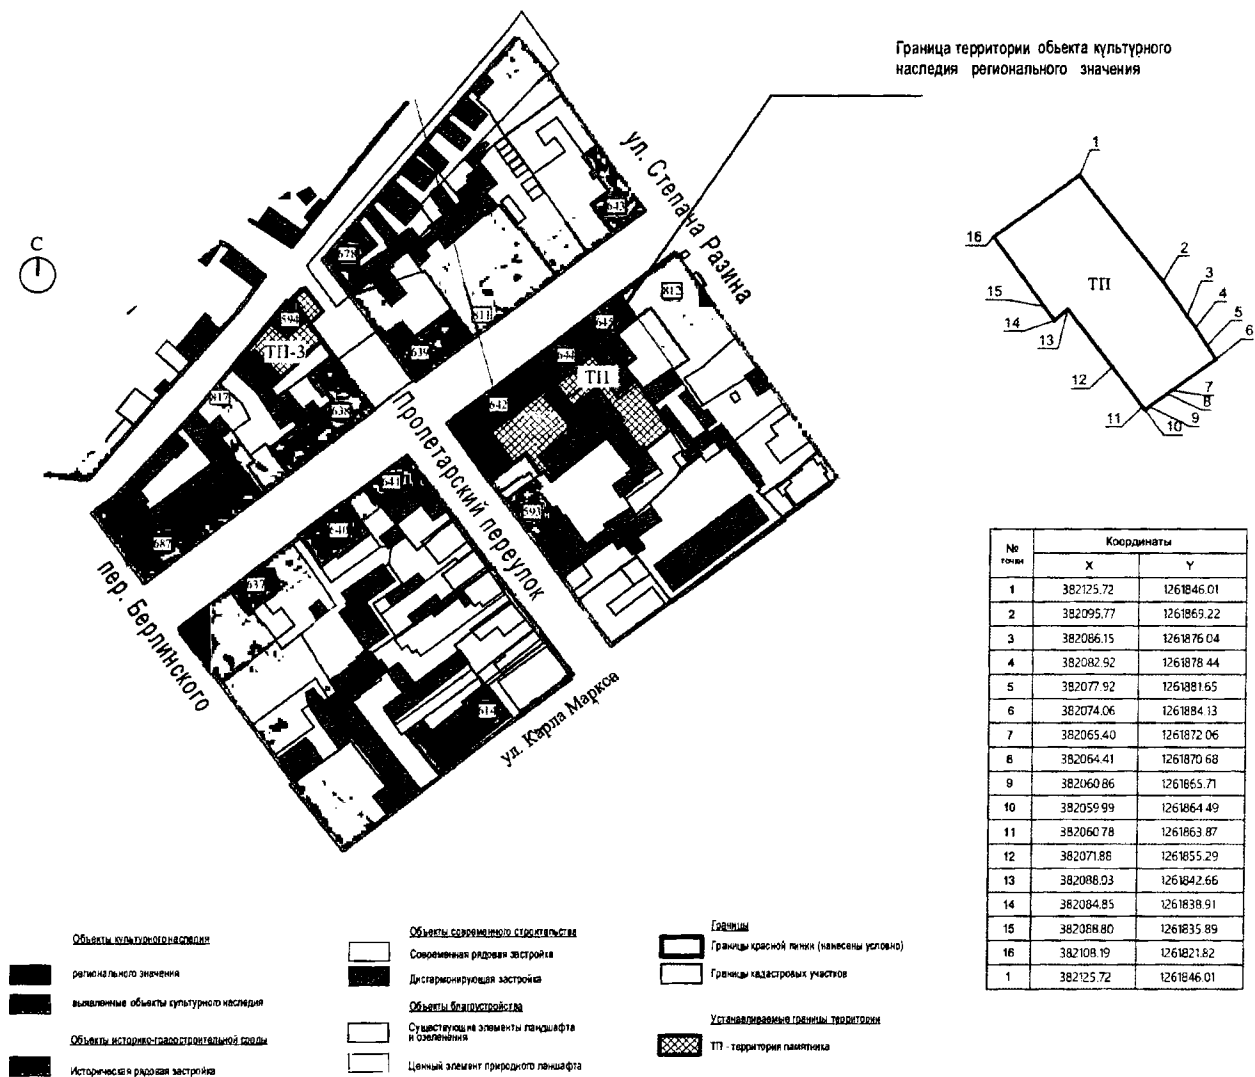 Граница территории объекта культурного
наследия регионального значения
С
ул. Степана Разина
Пролетарский переулок
пер. Берлинского
ул. Карла Маркса
678
643
594
ТП-3
811
639
645
812
644
ТП
642
817
638
593
641
640
687
637
614
1
2
3
4
5
6
7
8
9
10
11
12
13
14
15
16
ТП
№ точки Координаты
X Y
1 382125.72 1261846.01
2 382095.77 1261869.22
3 382086.15 1261876.04
4 382082.92 1261878.44
5 382077.92 1261881.65
6 382074.06 1261884.13
7 382065.40 1261872.06
8 382064.41 1261870.68
9 382060.86 1261865.71
10 382059.99 1261864.49
11 382060.78 1261863.87
12 382071.88 1261855.29
13 382088.03 1261842.66
14 382084.85 1261838.91
15 382088.80 1261835.89
16 382108.19 1261821.82
1 382125.72 1261846.01
Объекты культурного наследия
регионального значения
выявленные объекты культурного наследия
Объекты историко-градостроительной среды
Историческая рядовая застройка
Объекты современного строительства
Современная рядовая застройка
Дисгармонирующая застройка
Объекты благоустройства
Существующие элементы ландшафта
и озеленения
Ценный элемент природного ланшафта
Границы
Границы красной линии (нанесены условно)
Границы кадастровых участков
Устанавливаемые границы территории
ТП - территория памятника